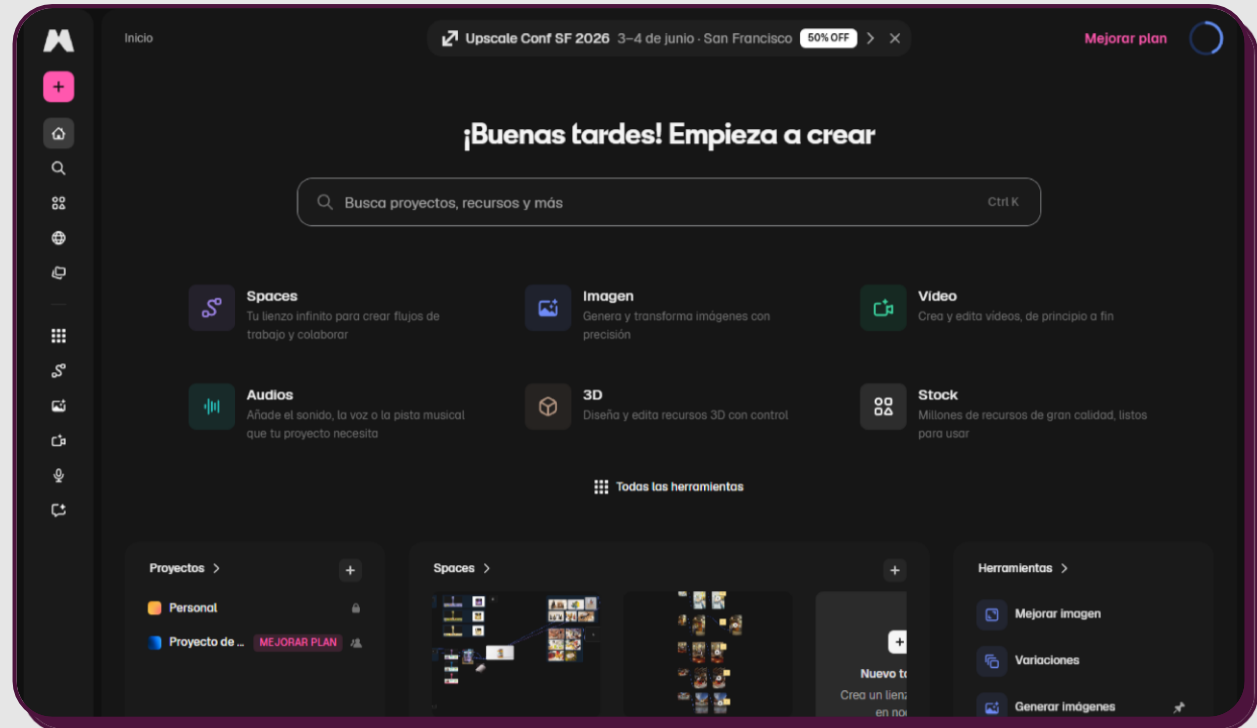 Inicio
Upscale Conf SF 2026 3–4 de junio · San Francisco 50% OFF
Mejorar plan
¡Buenas tardes! Empieza a crear
Busca proyectos, recursos y más
Ctrl K
Spaces
Tu lienzo infinito para crear flujos de
trabajo y colaborar
Imagen
Genera y transforma imágenes con
precisión
Vídeo
Crea y edita vídeos, de principio a fin
Audios
Añade el sonido, la voz o la pista musical
que tu proyecto necesita
3D
Diseña y edita recursos 3D con control
Stock
Millones de recursos de gran calidad, listos
para usar
Todas las herramientas
Proyectos
Personal
Proyecto de ... MEJORAR PLAN
Spaces
Nuevo
Crea un
Herramientas
Mejorar imagen
Variaciones
Generar imágenes